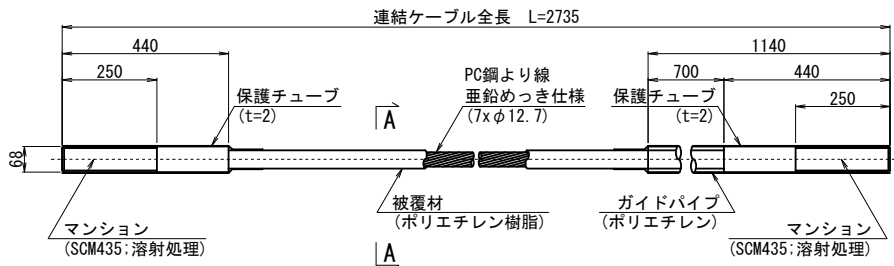 連結ケーブル全長 L=2735
440
1140
250
700
440
250
保護チューブ
(t=2)
A
PC鋼より線
亜鉛めっき仕様
(7xφ12.7)
保護チューブ
(t=2)
68
マンション
(SCM435;溶射処理)
被覆材
(ポリエチレン樹脂)
ガイドパイプ
(ポリエチレン)
マンション
(SCM435;溶射処理)
A